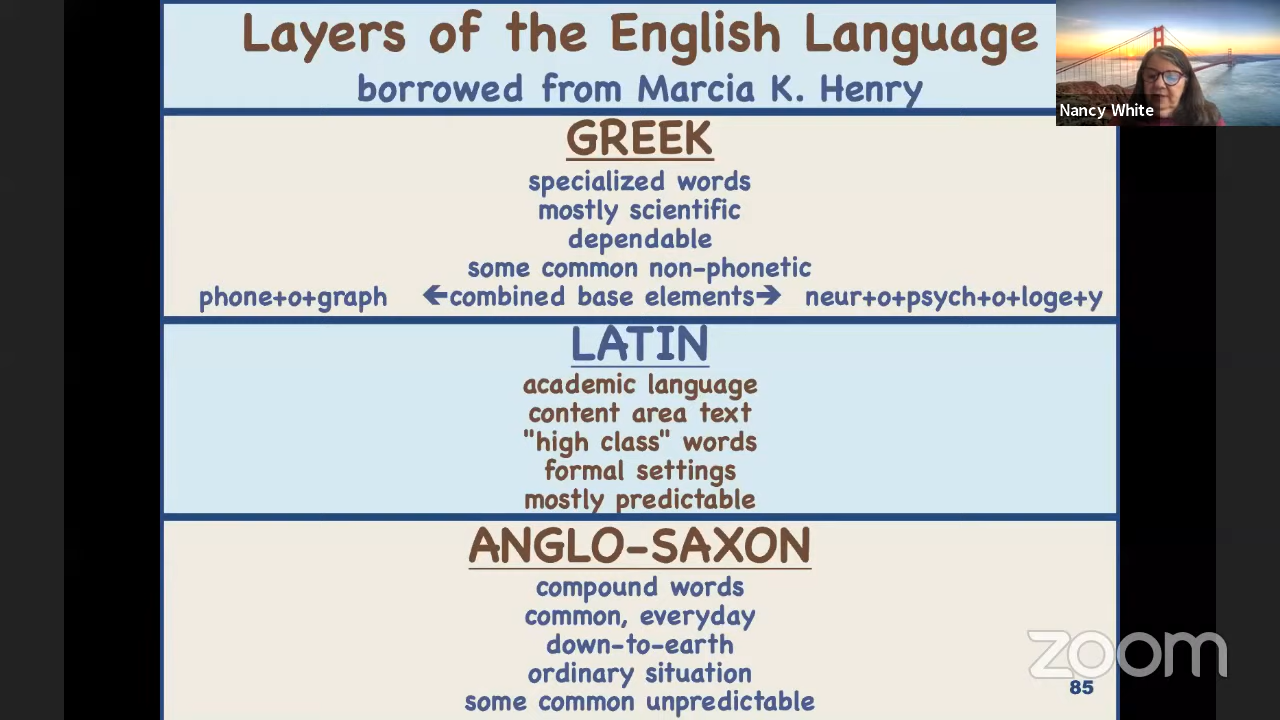 Layers of the English Language
borrowed from Marcia K. Henry
Nancy White
GREEK
specialized words
mostly scientific
dependable
some common non-phonetic
phone+o+graph ←combined base elements→ neur+o+psych+o+loge+y
LATIN
academic language
content area text
"high class" words
formal settings
mostly predictable
ANGLO-SAXON
compound words
common, everyday
down-to-earth
ordinary situation
some common unpredictable
zoom
85